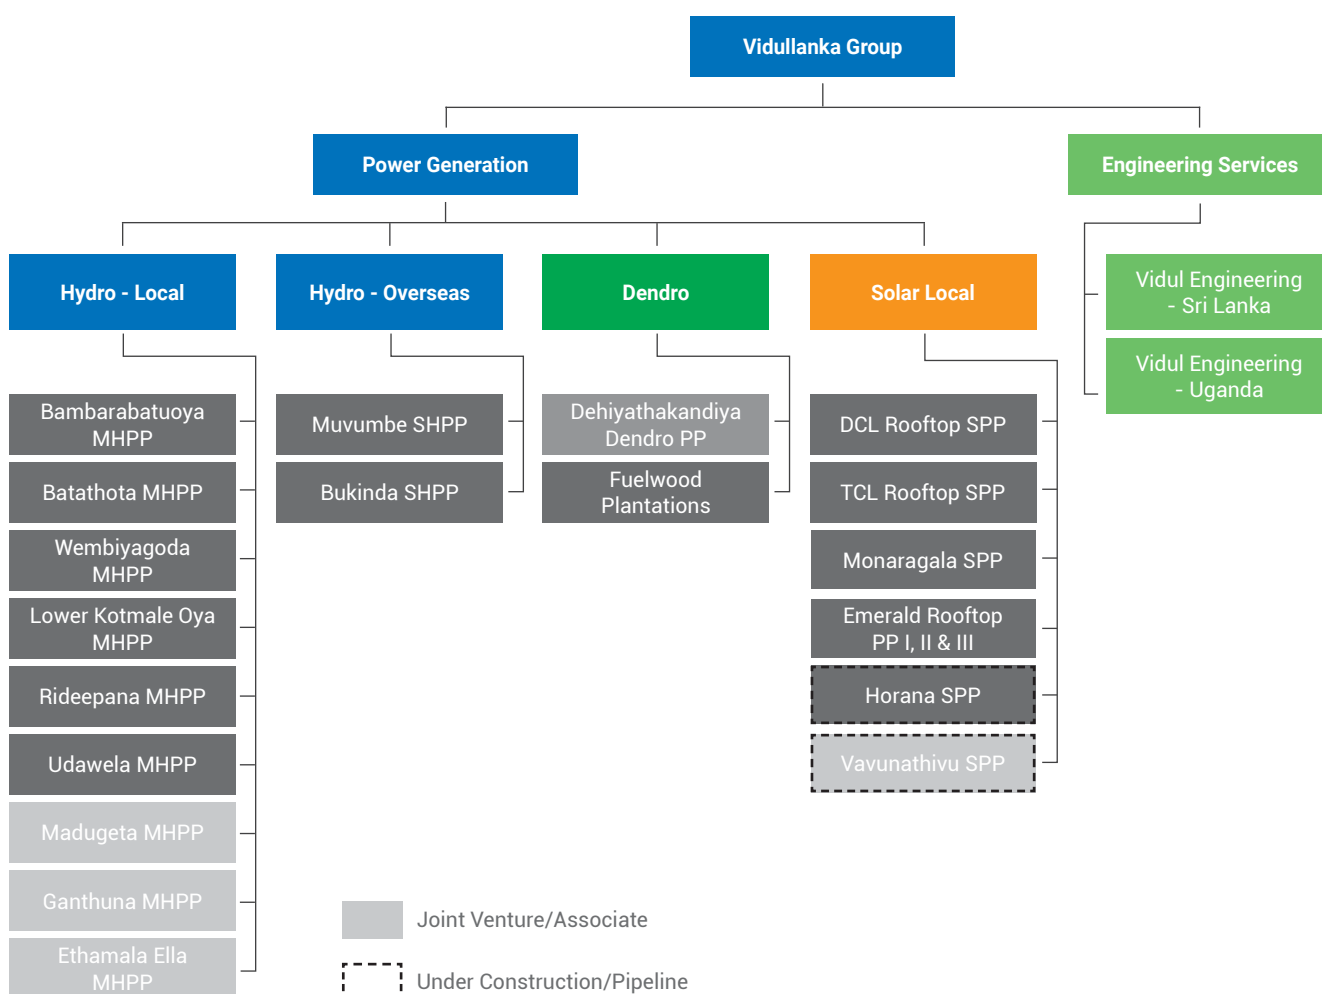 Vidullanka Group
Power Generation
Engineering Services
Hydro - Local
Hydro - Overseas
Dendro
Solar Local
Vidul Engineering
- Sri Lanka
Vidul Engineering
- Uganda
Bambarabatuoya
MHPP
Batathota MHPP
Wembiyagoda
MHPP
Lower Kotmale Oya
MHPP
Rideepana MHPP
Udawela MHPP
Madugeta MHPP
Ganthuna MHPP
Ethamala Ella
MHPP
Muvumbe SHPP
Bukinda SHPP
Dehiyathakandiya
Dendro PP
Fuelwood
Plantations
DCL Rooftop SPP
TCL Rooftop SPP
Monaragala SPP
Emerald Rooftop
PP I, II & III
Horana SPP
Vavunathivu SPP
Joint Venture/Associate
Under Construction/Pipeline